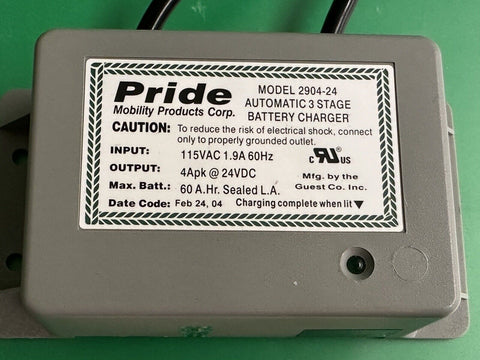 Pride
Mobility Products Corp.
MODEL 2904-24
AUTOMATIC 3 STAGE
BATTERY CHARGER
CAUTION: To reduce the risk of electrical shock, connect
only to properly grounded outlet.
INPUT: 115VAC 1.9A 60Hz
OUTPUT: 4Apk @ 24VDC
Max. Batt.: 60 A.Hr. Sealed L.A.
Date Code: Feb 24, 04
c RU US
Mfg. by the
Guest Co. Inc.
Charging complete when lit ▼